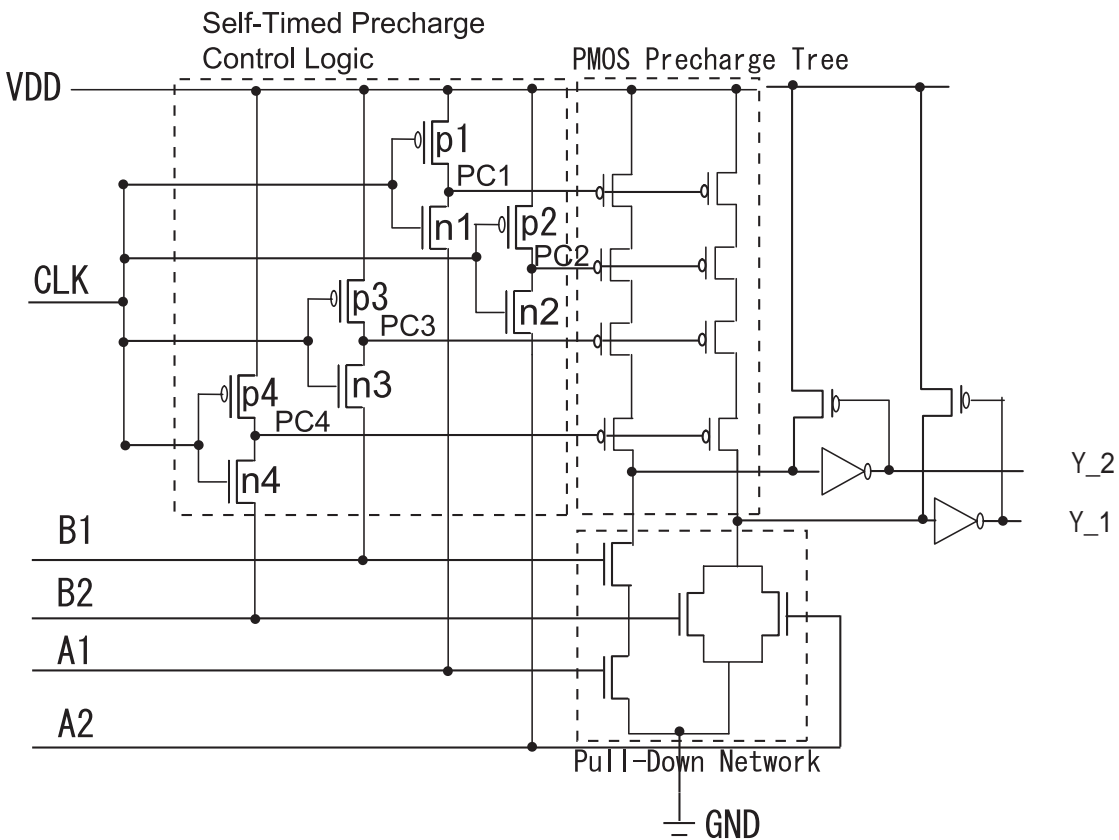 Self-Timed Precharge
Control Logic
PMOS Precharge Tree
VDD
p1
PC1
n1
p2
PC2
CLK
p3
n2
PC3
n3
p4
PC4
n4
Y_2
Y_1
B1
B2
A1
A2
Pull-Down Network
GND